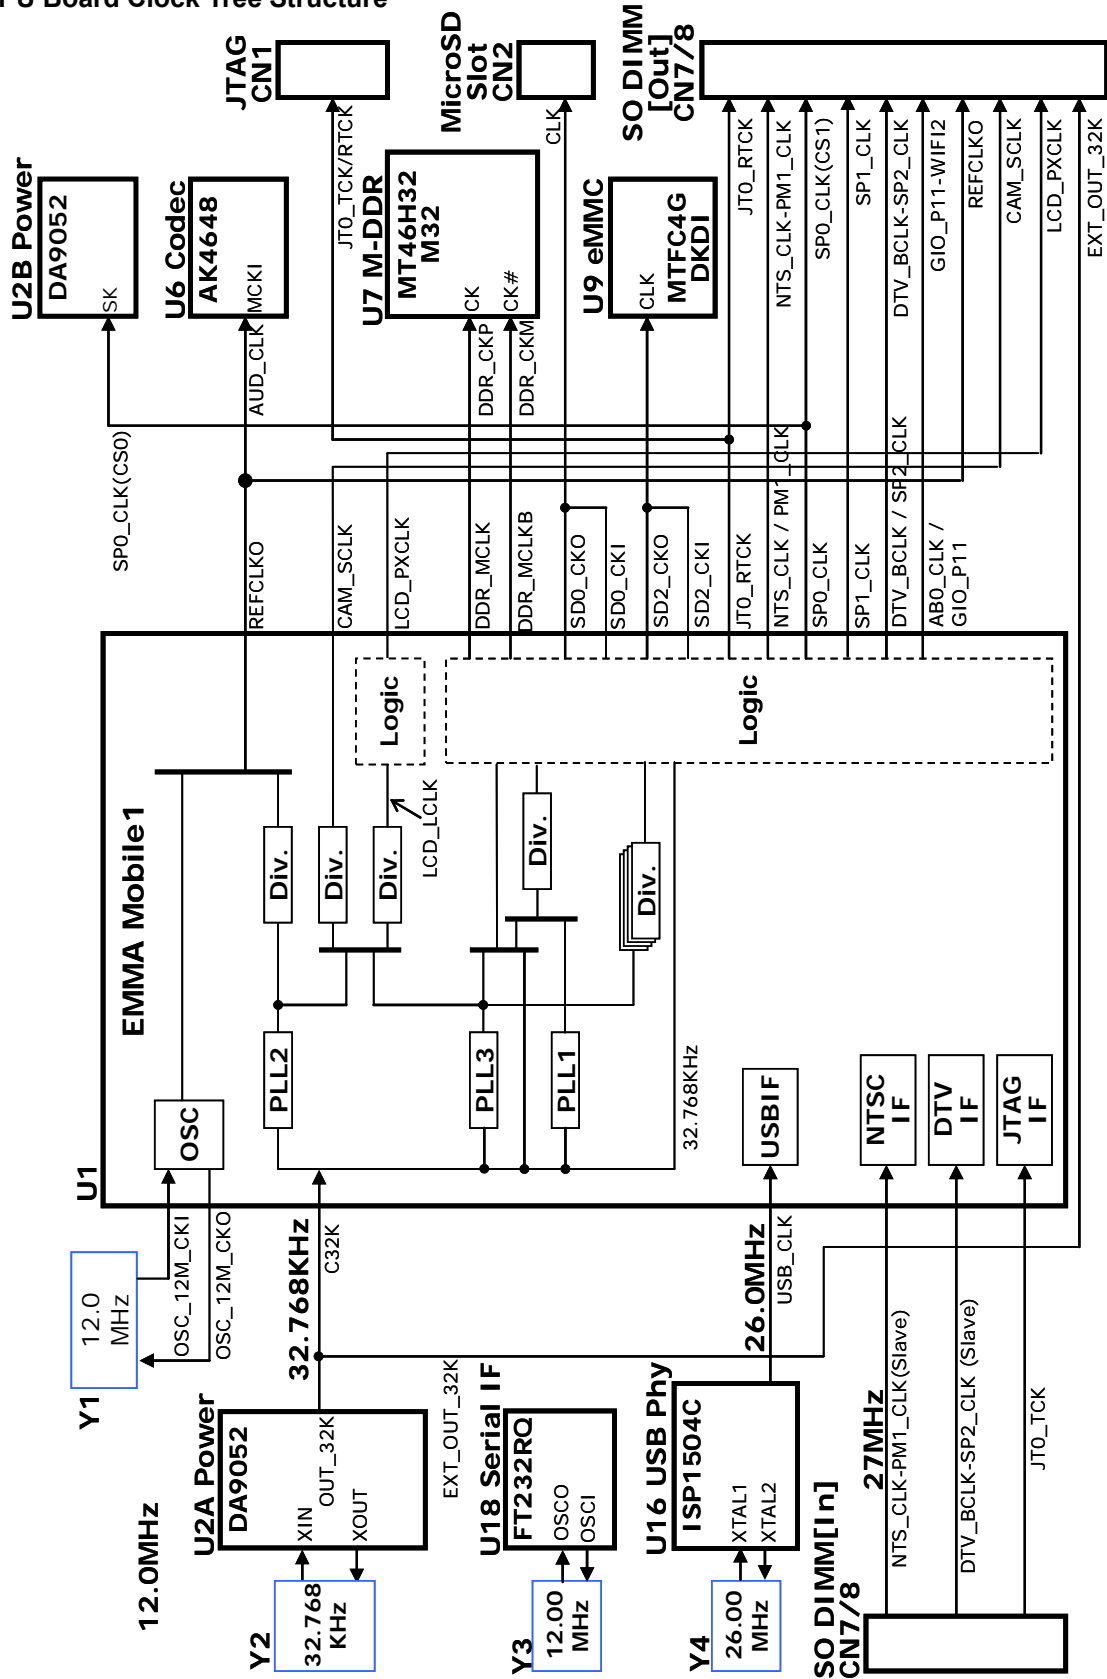 PU Board Clock Tree Structure
U2B Power
DA9052
SK
U6 Codec
AK4648
MCKI
JTAG
CN1
U7 M-DDR
MT46H32
M32
CK
CK#
MicroSD
Slot
CN2
U9 eMMC
MTFC4G
DKDI
CLK
SO DIMM
[Out]
CN7/8
SP0_CLK(CS0)
AUD_CLK
JT0_TCK/RTCK
DDR_CKP
DDR_CKM
CLK
JT0_RTCK
NTS_CLK-PM1_CLK
SP0_CLK(CS1)
SP1_CLK
DTV_BCLK-SP2_CLK
GIO_P11-WIFI2
REFCLKO
CAM_SCLK
LCD_PXCLK
EXT_OUT_32K
REFCLKO
CAM_SCLK
LCD_PXCLK
DDR_MCLK
DDR_MCLKB
SD0_CKO
SD0_CKI
SD2_CKO
SD2_CKI
JT0_RTCK
NTS_CLK / PM1_CLK
SP0_CLK
SP1_CLK
DTV_BCLK / SP2_CLK
AB0_CLK /
GIO_P11
U1
EMMA Mobile1
Logic
Logic
LCD_LCLK
Div.
Div.
Div.
Div.
Div.
OSC
PLL2
PLL3
PLL1
32.768KHz
USBIF
NTSC
IF
DTV
IF
JTAG
IF
Y1
12.0
MHz
OSC_12M_CKI
OSC_12M_CKO
32.768KHz
C32K
26.0MHz
USB_CLK
12.0MHz
U2A Power
DA9052
XIN
OUT_32K
XOUT
EXT_OUT_32K
Y2
32.768
KHz
U18 Serial IF
FT232RQ
OSCO
OSCI
Y3
12.00
MHz
U16 USB Phy
ISP1504C
XTAL1
XTAL2
Y4
26.00
MHz
SO DIMM[In]
CN7/8
27MHz
NTS_CLK-PM1_CLK(Slave)
DTV_BCLK-SP2_CLK (Slave)
JT0_TCK